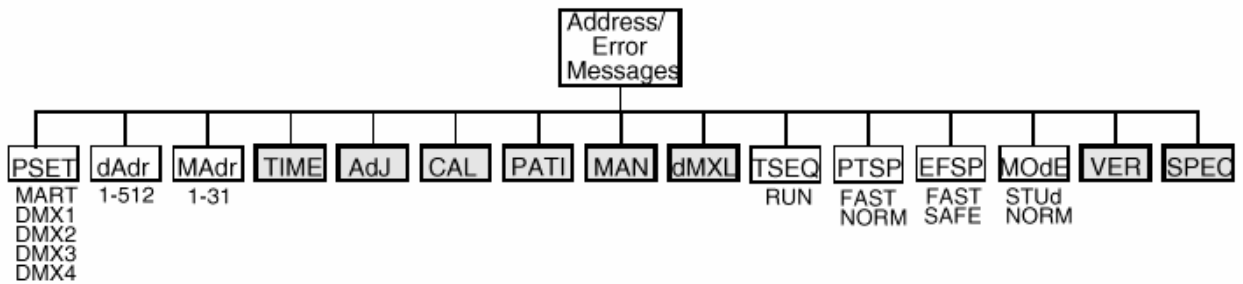 Address/
Error
Messages
PSET dAdr MAdr TIME AdJ CAL PATI MAN dMXL TSEQ PTSP EFSP MOdE VER SPEC
MART 1-512 1-31 RUN FAST FAST STUd
DMX1 NORM SAFE NORM
DMX2
DMX3
DMX4